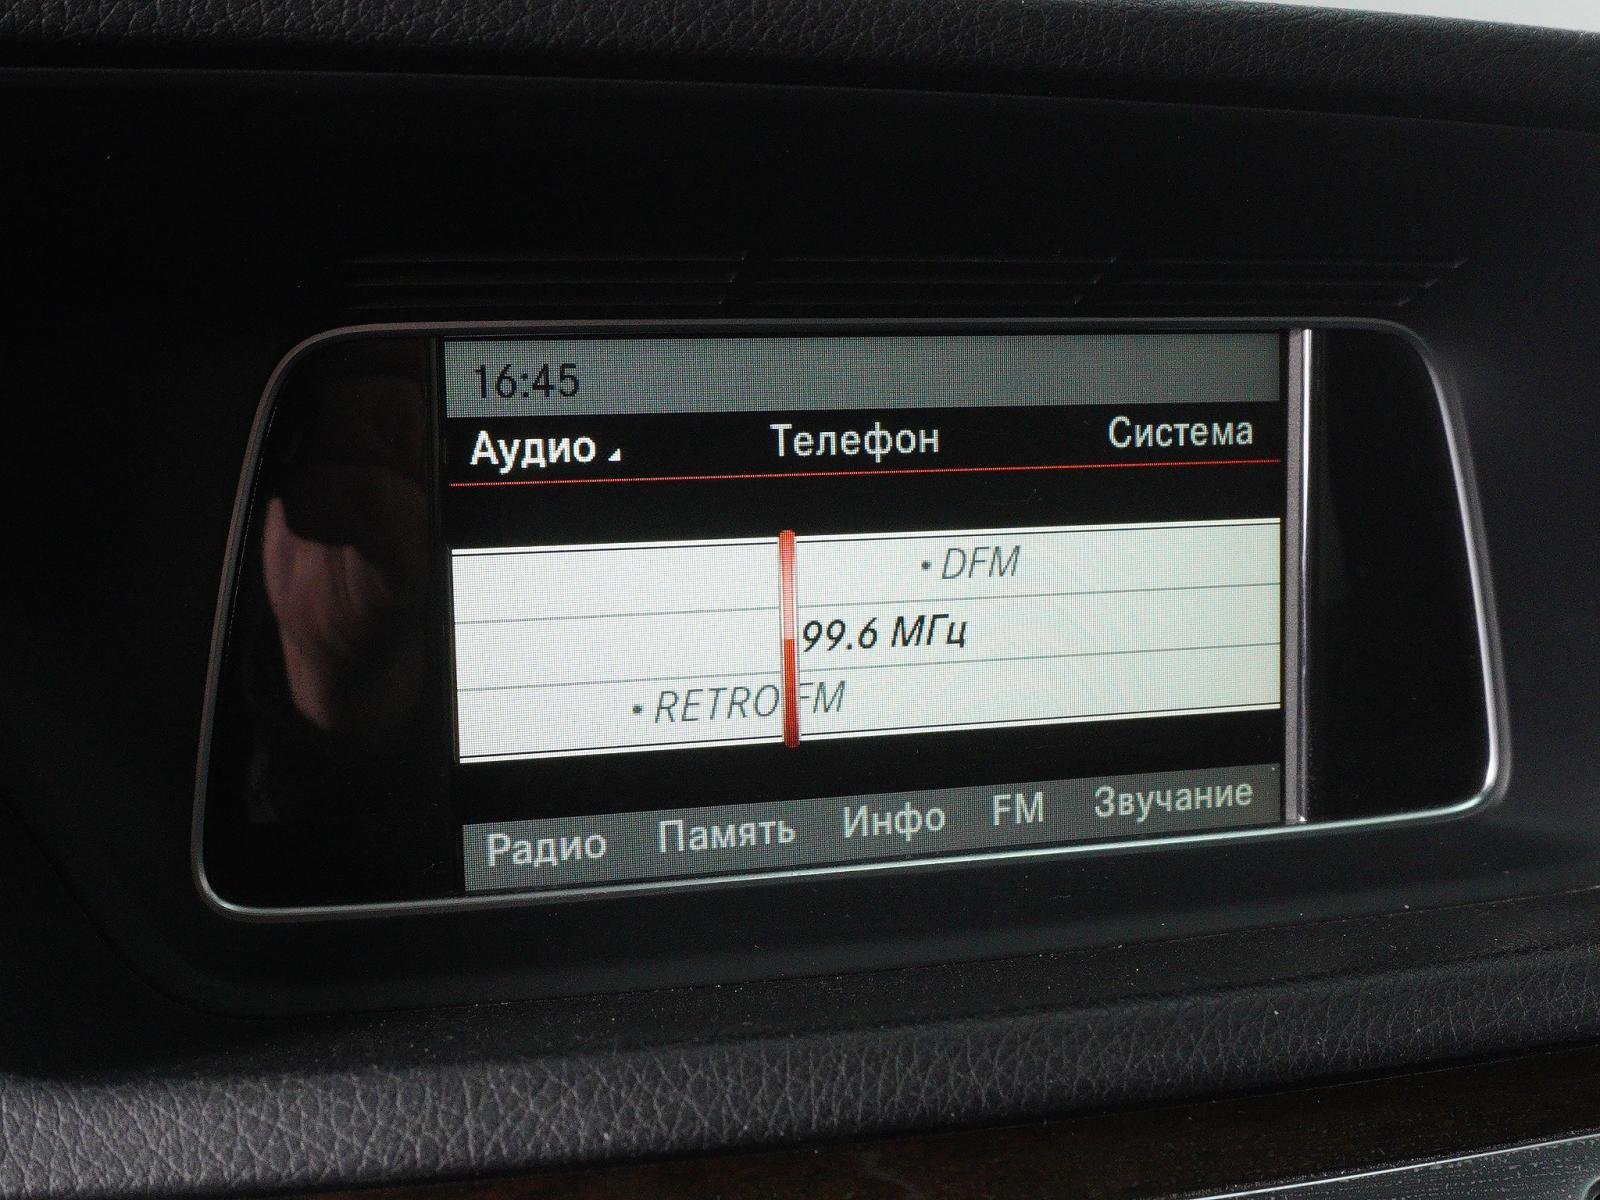 16:45
Аудио Телефон Система
• DFM
99.6 МГц
• RETRO FM
Радио Память Инфо FM Звучание